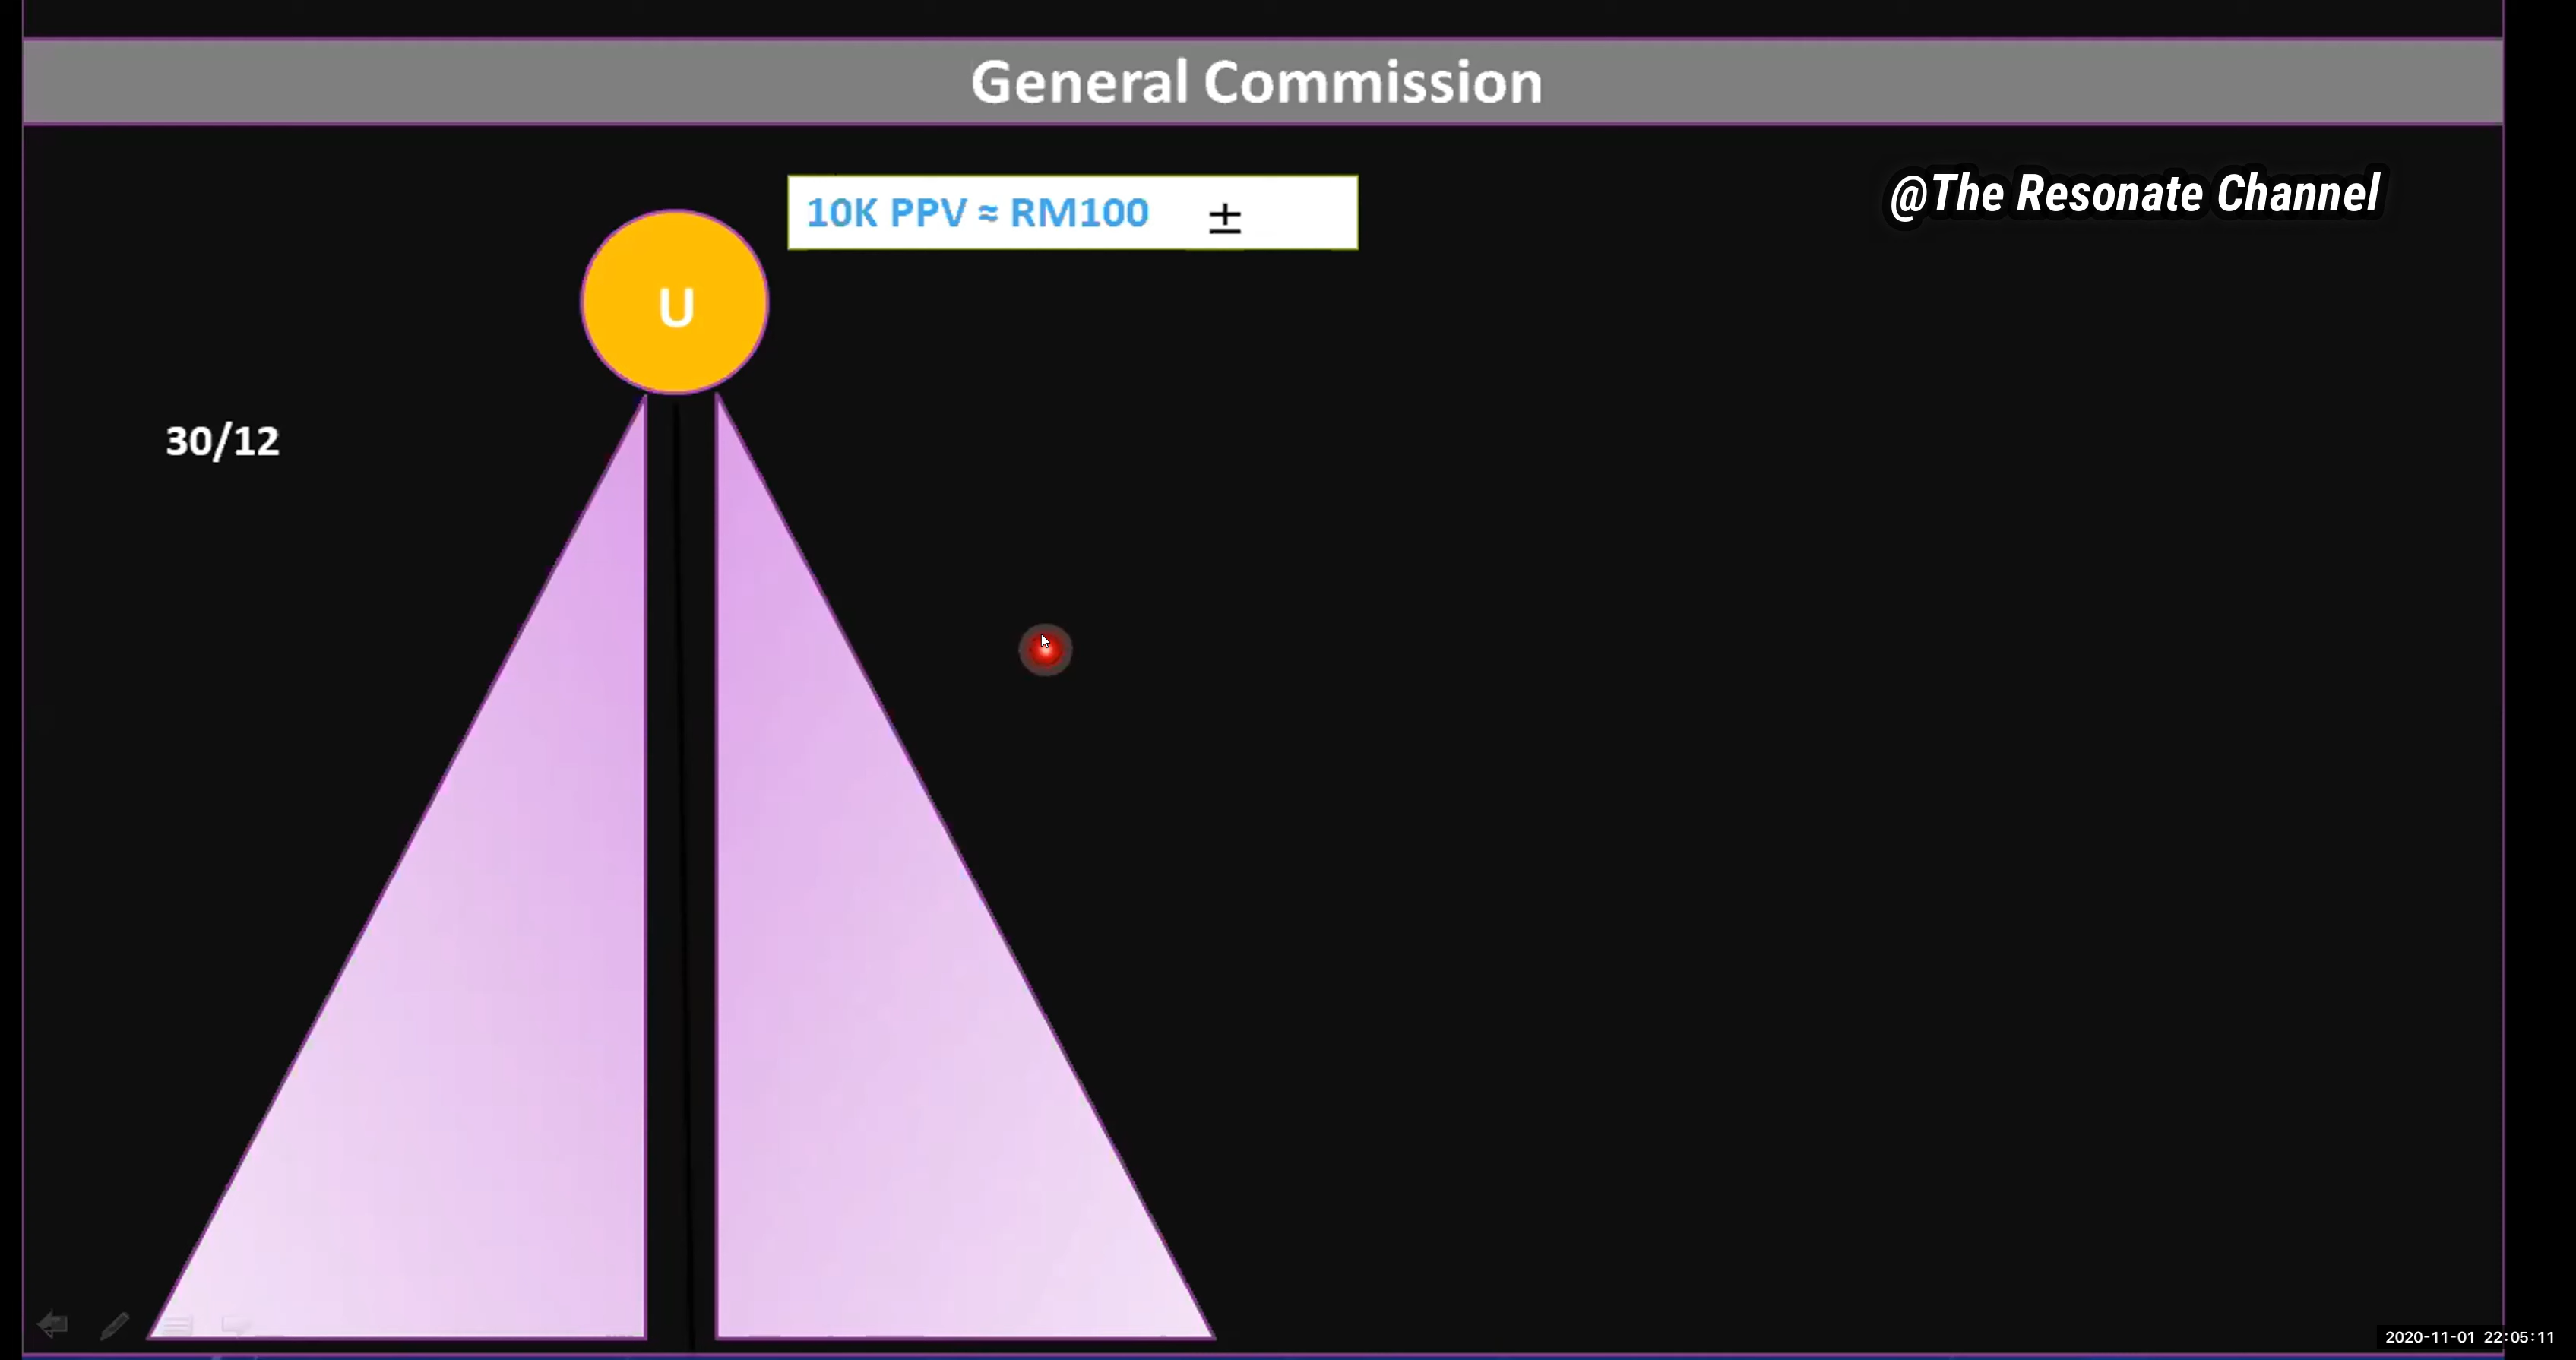 General Commission
@The Resonate Channel
10K PPV ≈ RM100 ±
U
30/12
2020-11-01 22:05:11